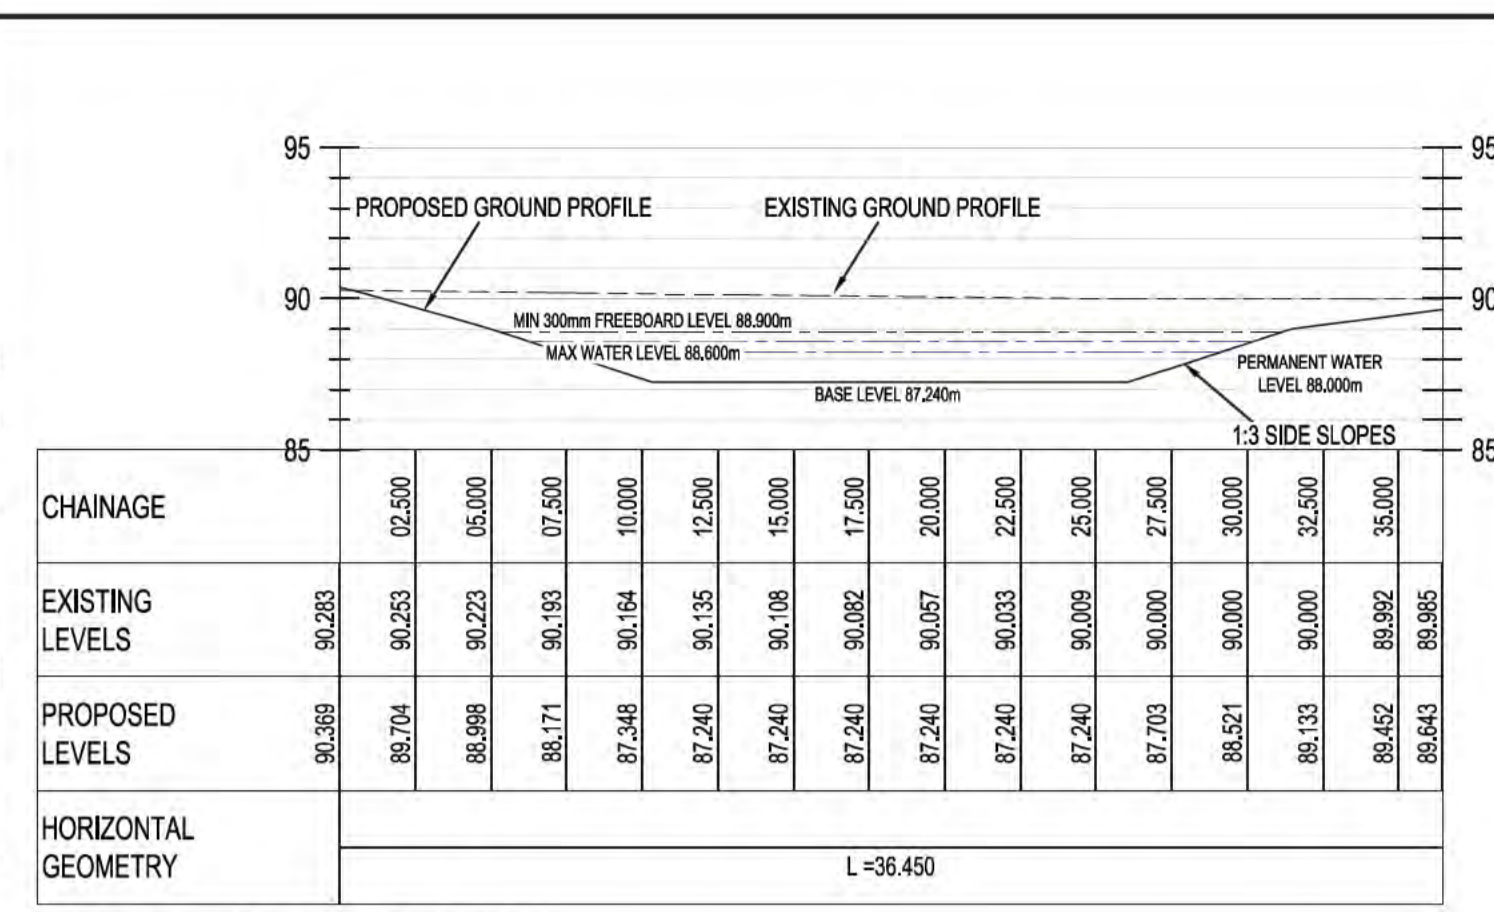 95
95
PROPOSED GROUND PROFILE
EXISTING GROUND PROFILE
90
90
MIN 300mm FREEBOARD LEVEL 88.900m
MAX WATER LEVEL 88.600m
PERMANENT WATER
LEVEL 88.000m
BASE LEVEL 87.240m
1:3 SIDE SLOPES
85
85
CHAINAGE 02.500 05.000 07.500 10.000 12.500 15.000 17.500 20.000 22.500 25.000 27.500 30.000 32.500 35.000
EXISTING
LEVELS
90.283 90.253 90.223 90.193 90.164 90.135 90.108 90.082 90.057 90.033 90.009 90.000 90.000 90.000 89.992 89.985
PROPOSED
LEVELS
90.369 89.704 88.998 88.171 87.348 87.240 87.240 87.240 87.240 87.240 87.240 87.703 88.521 89.133 89.452 89.643
HORIZONTAL
GEOMETRY
L =36.450